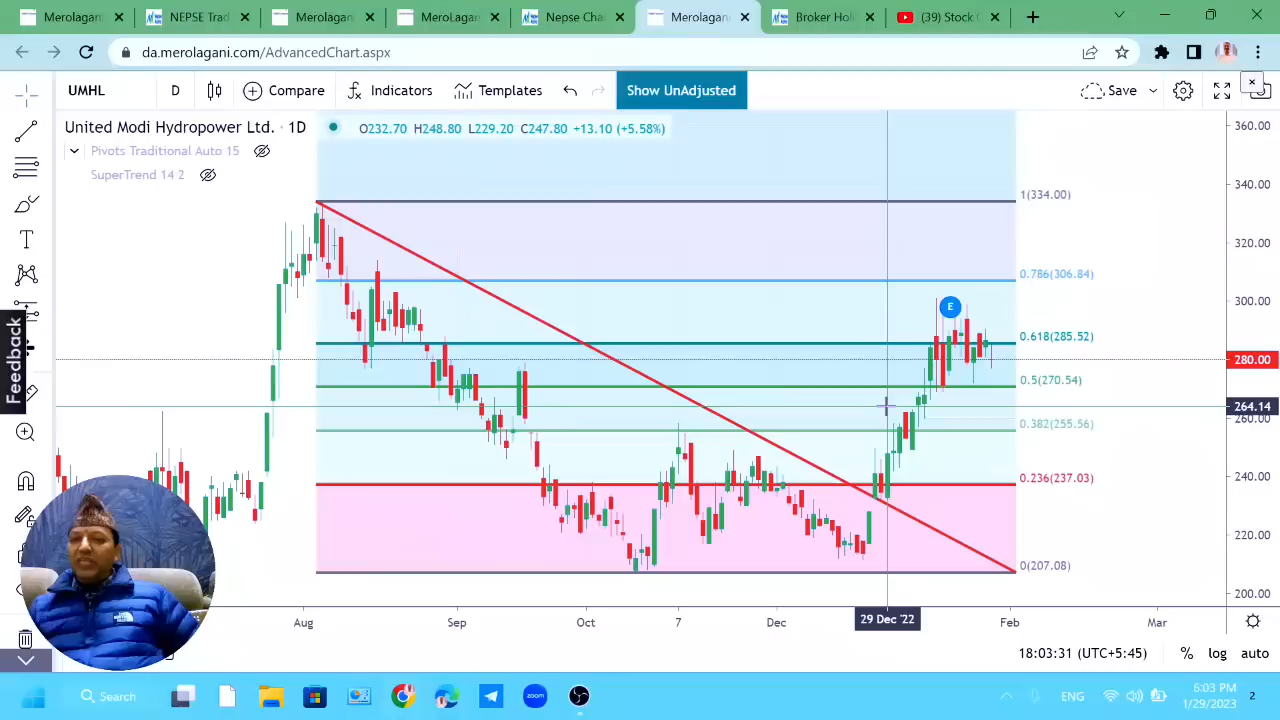 Merolagani
NEPSE Trad
Merolagani
MeroLagani
Nepse Cha
Merolagani
Broker Hol
(39) Stock
da.merolagani.com/AdvancedChart.aspx
UMHL D Compare Indicators Templates Show UnAdjusted Save
United Modi Hydropower Ltd. · 1D O232.70 H248.80 L229.20 C247.80 +13.10 (+5.58%)
Pivots Traditional Auto 15
SuperTrend 14 2
1(334.00)
0.786(306.84)
0.618(285.52)
0.5(270.54)
0.382(255.56)
0.236(237.03)
0(207.08)
E
360.00
340.00
320.00
300.00
280.00
264.14
260.00
240.00
220.00
200.00
Feedback
T
Aug Sep Oct 7 Dec 29 Dec '22 Feb Mar
18:03:31 (UTC+5:45) % log auto
Search zoom ENG 6:03 PM 2
1/29/2023